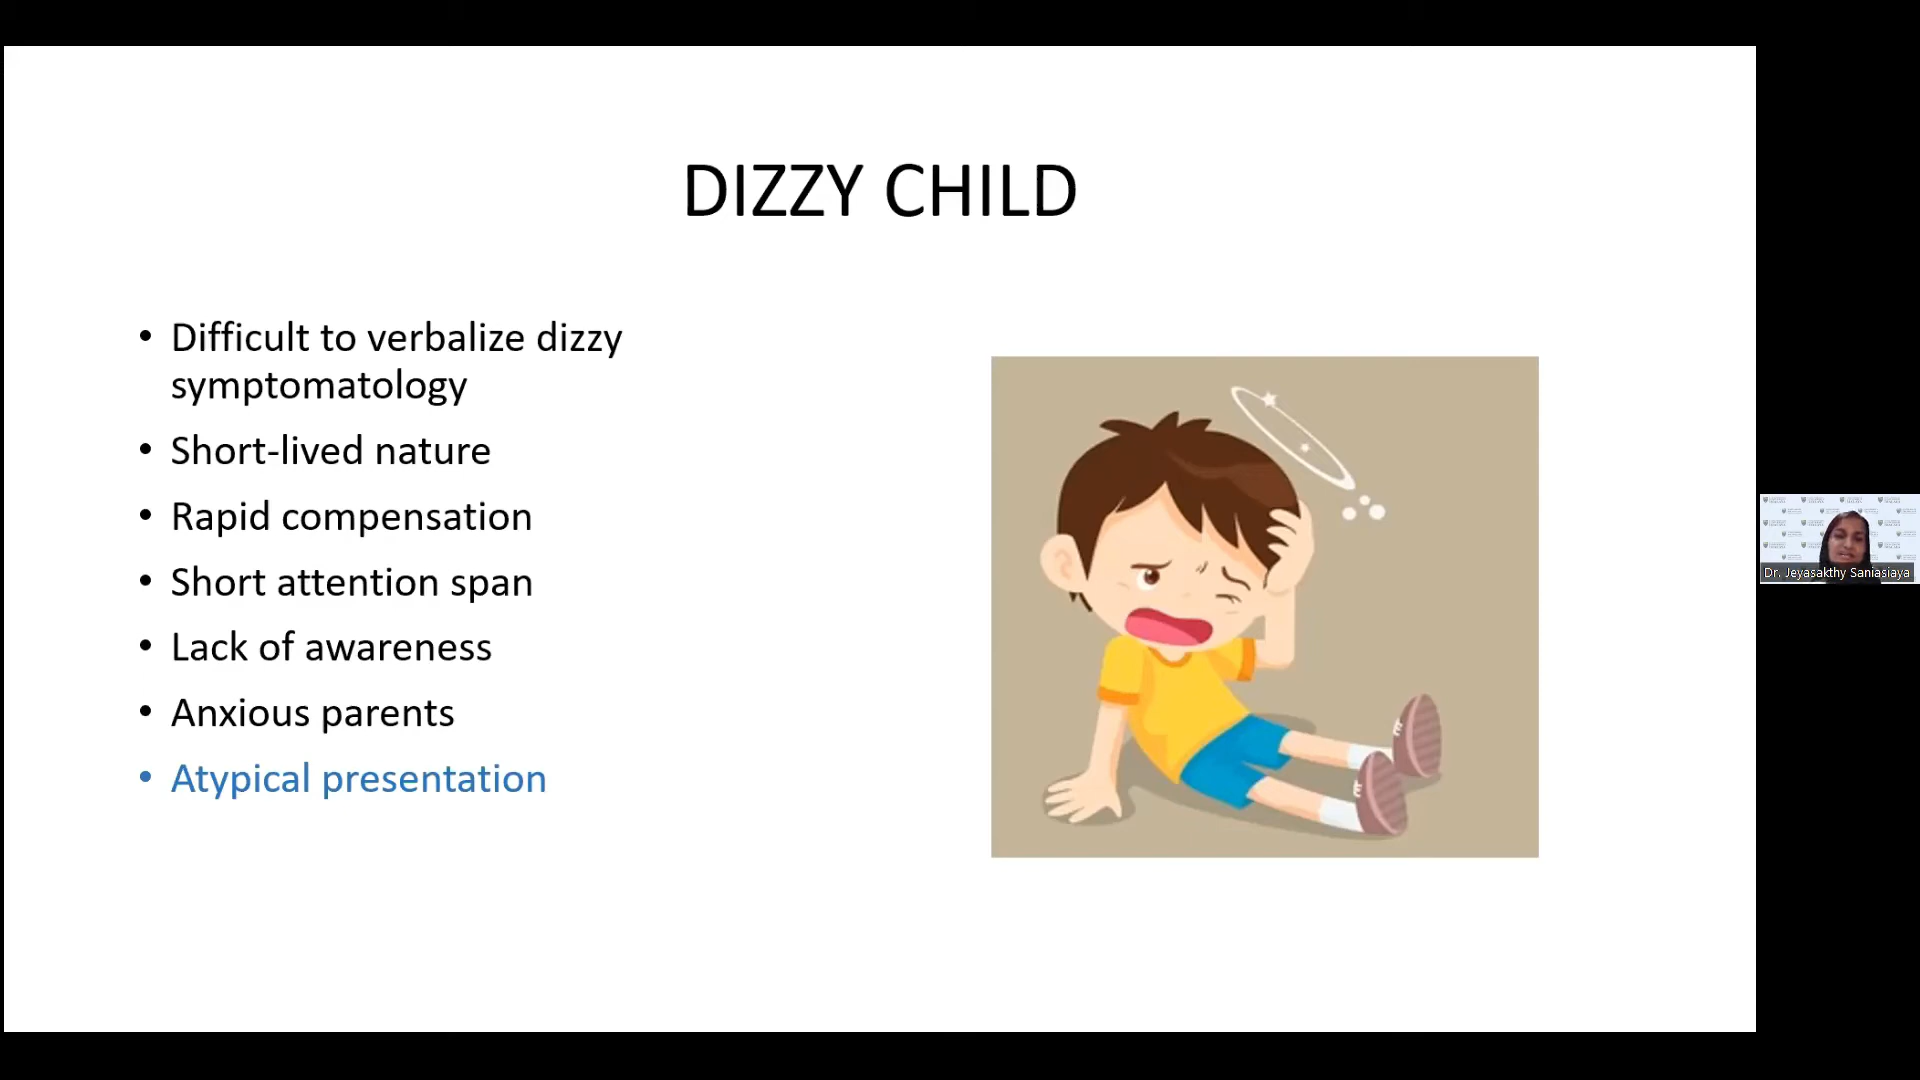 DIZZY CHILD
• Difficult to verbalize dizzy
symptomatology
• Short-lived nature
• Rapid compensation
• Short attention span
• Lack of awareness
• Anxious parents
• Atypical presentation
Dr. Jeyasakthy Saniasiaya